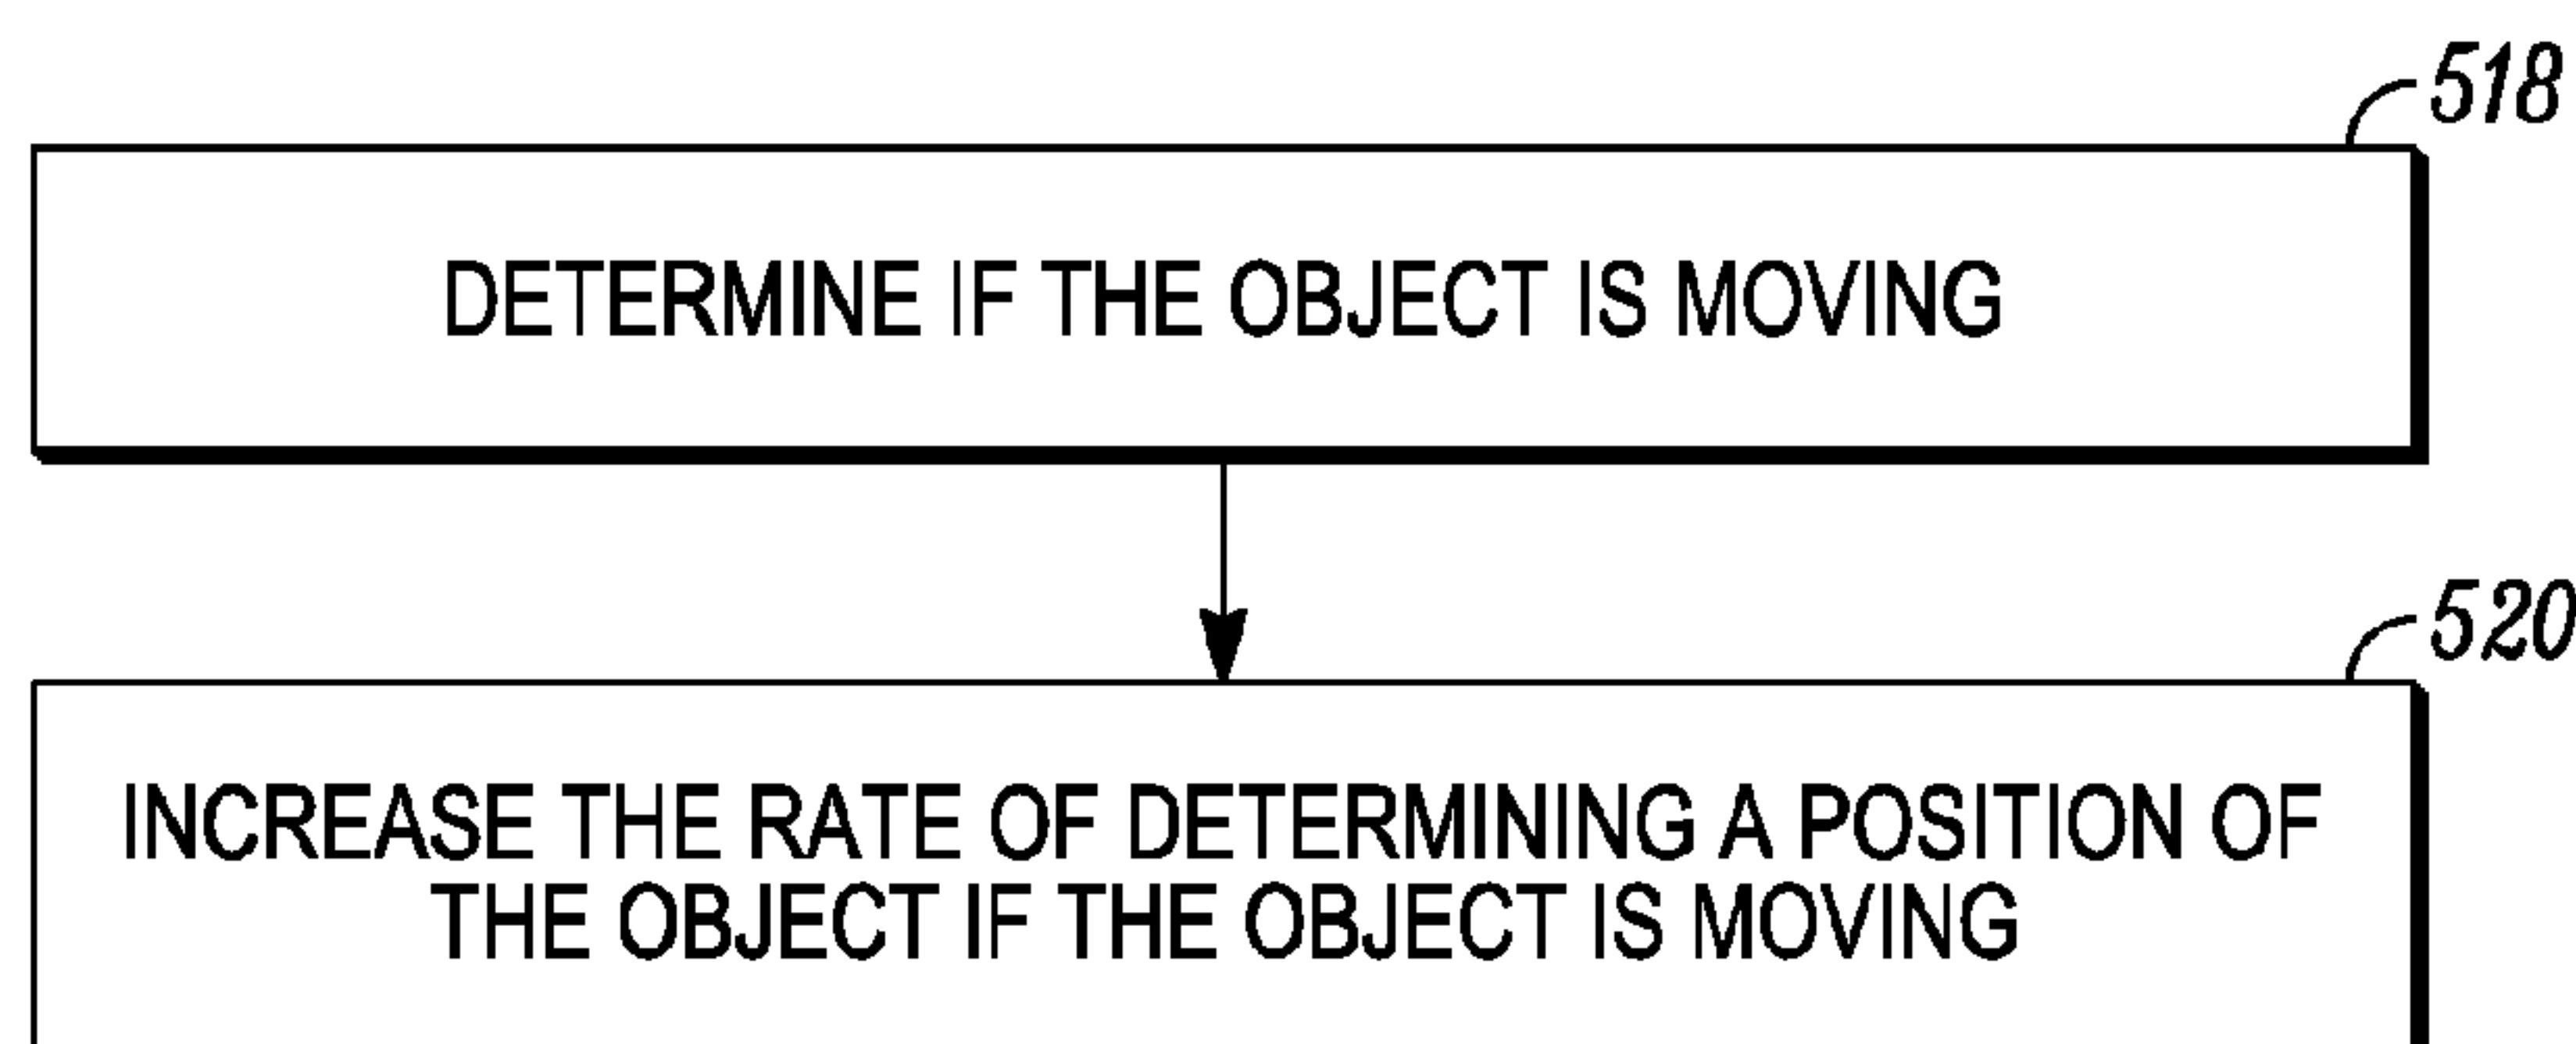 518
DETERMINE IF THE OBJECT IS MOVING
520
INCREASE THE RATE OF DETERMINING A POSITION OF
THE OBJECT IF THE OBJECT IS MOVING